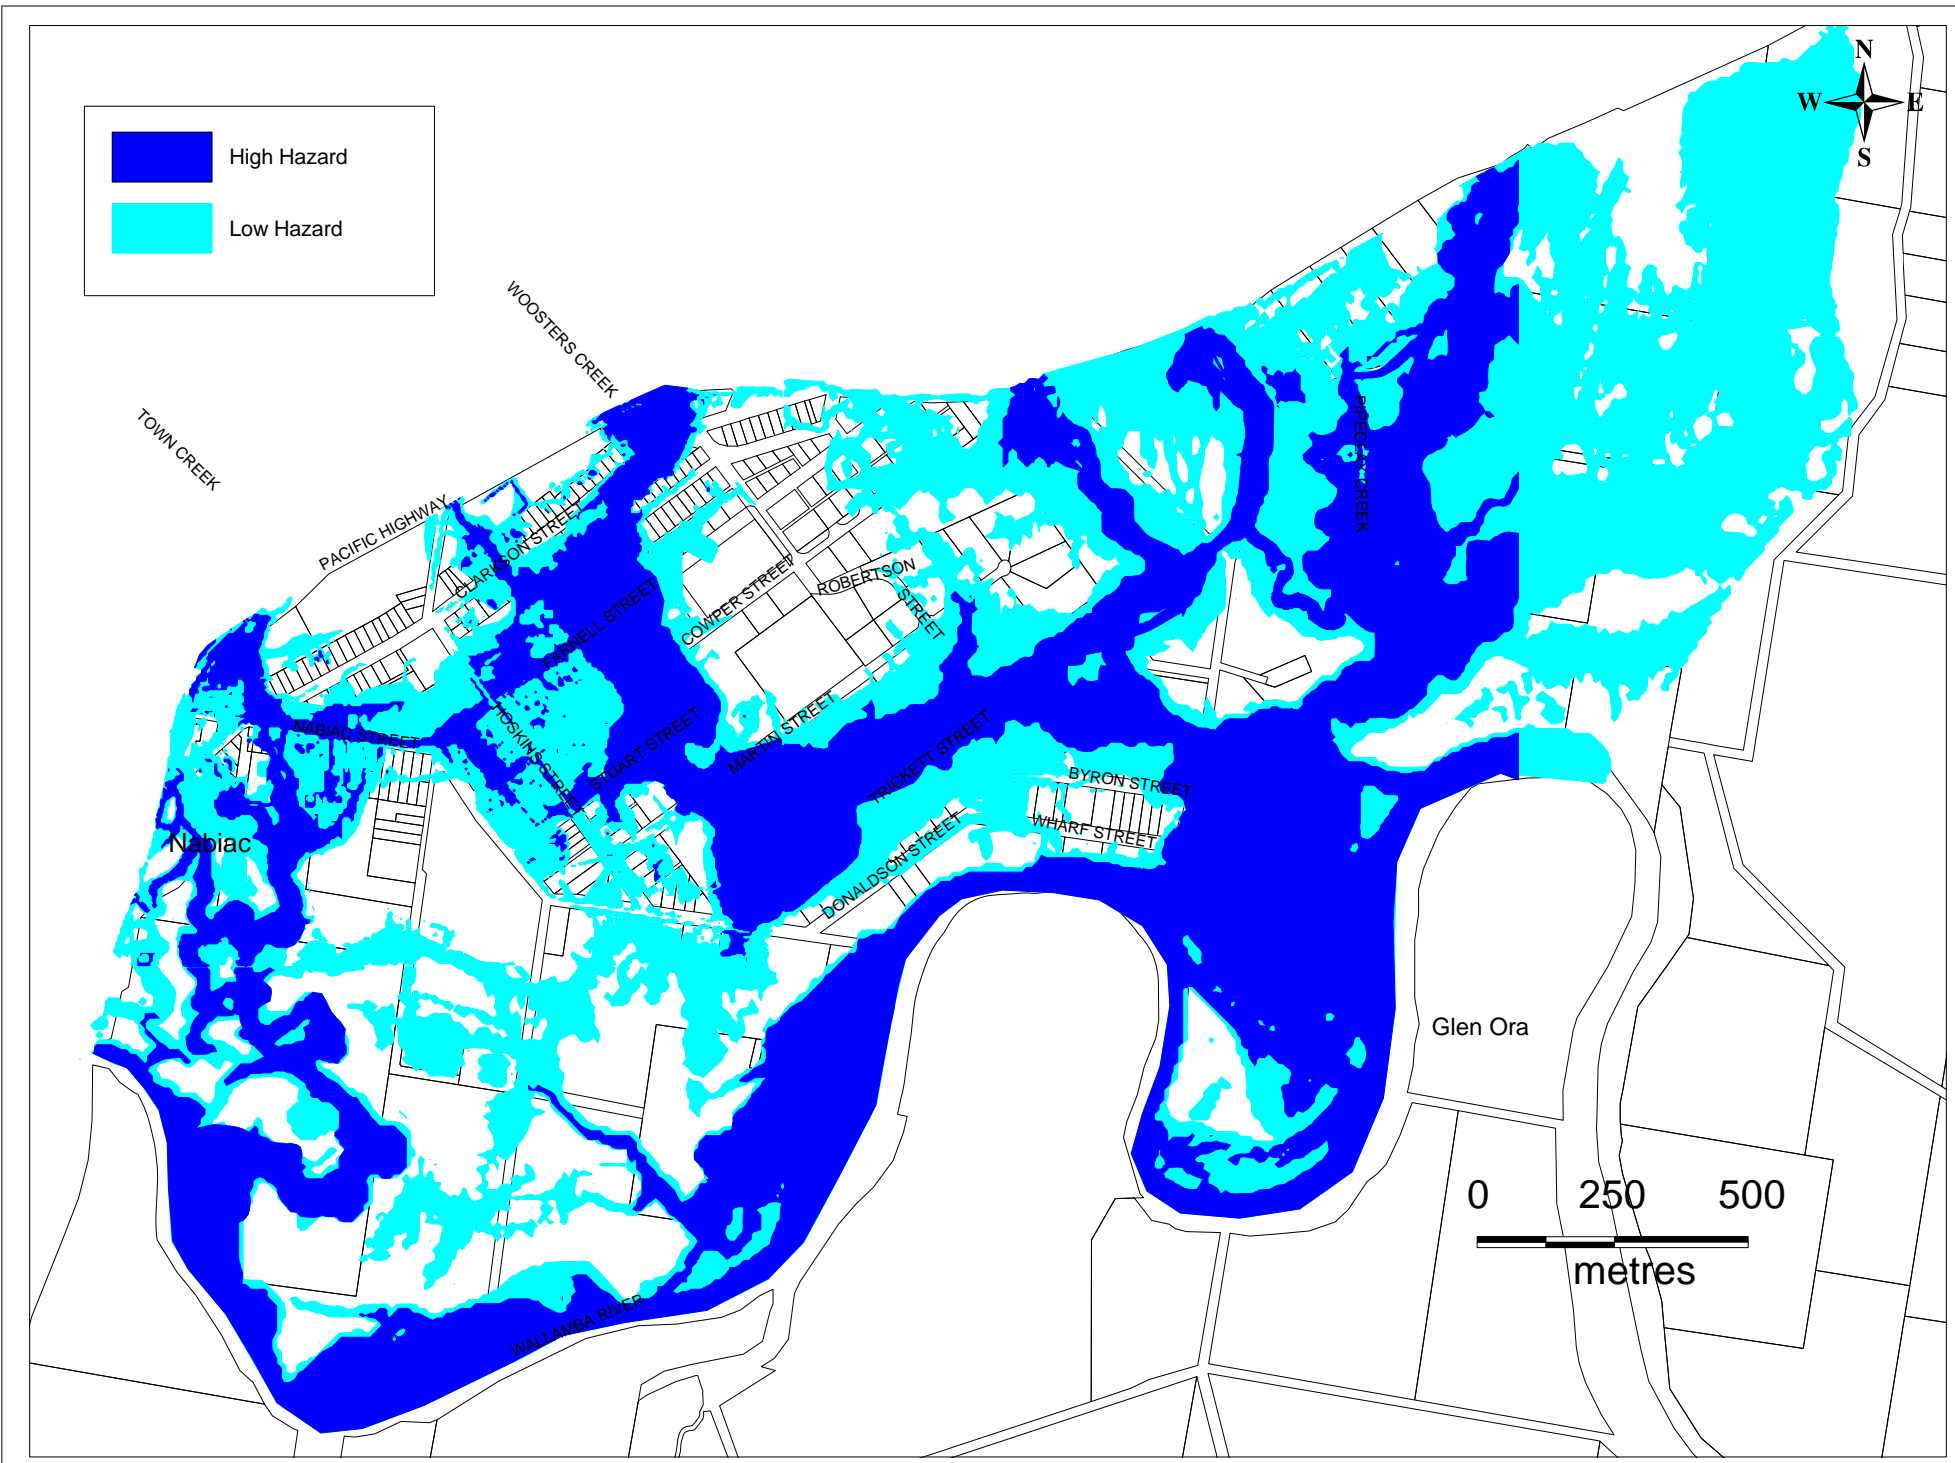 N
W E
S
High Hazard
Low Hazard
WOOSTERS CREEK
TOWN CREEK
PACIFIC HIGHWAY
CLARKSON STREET
PIPECLAY CREEK
FARNELL STREET
COWPER STREET
ROBERTSON
STREET
NABIAC STREET
HOSKINS STREET
STUART STREET
MARTIN STREET
TRICKETT STREET
BYRON STREET
WHARF STREET
DONALDSON STREET
Nabiac
Glen Ora
0 250 500
metres
WALLAMBA RIVER